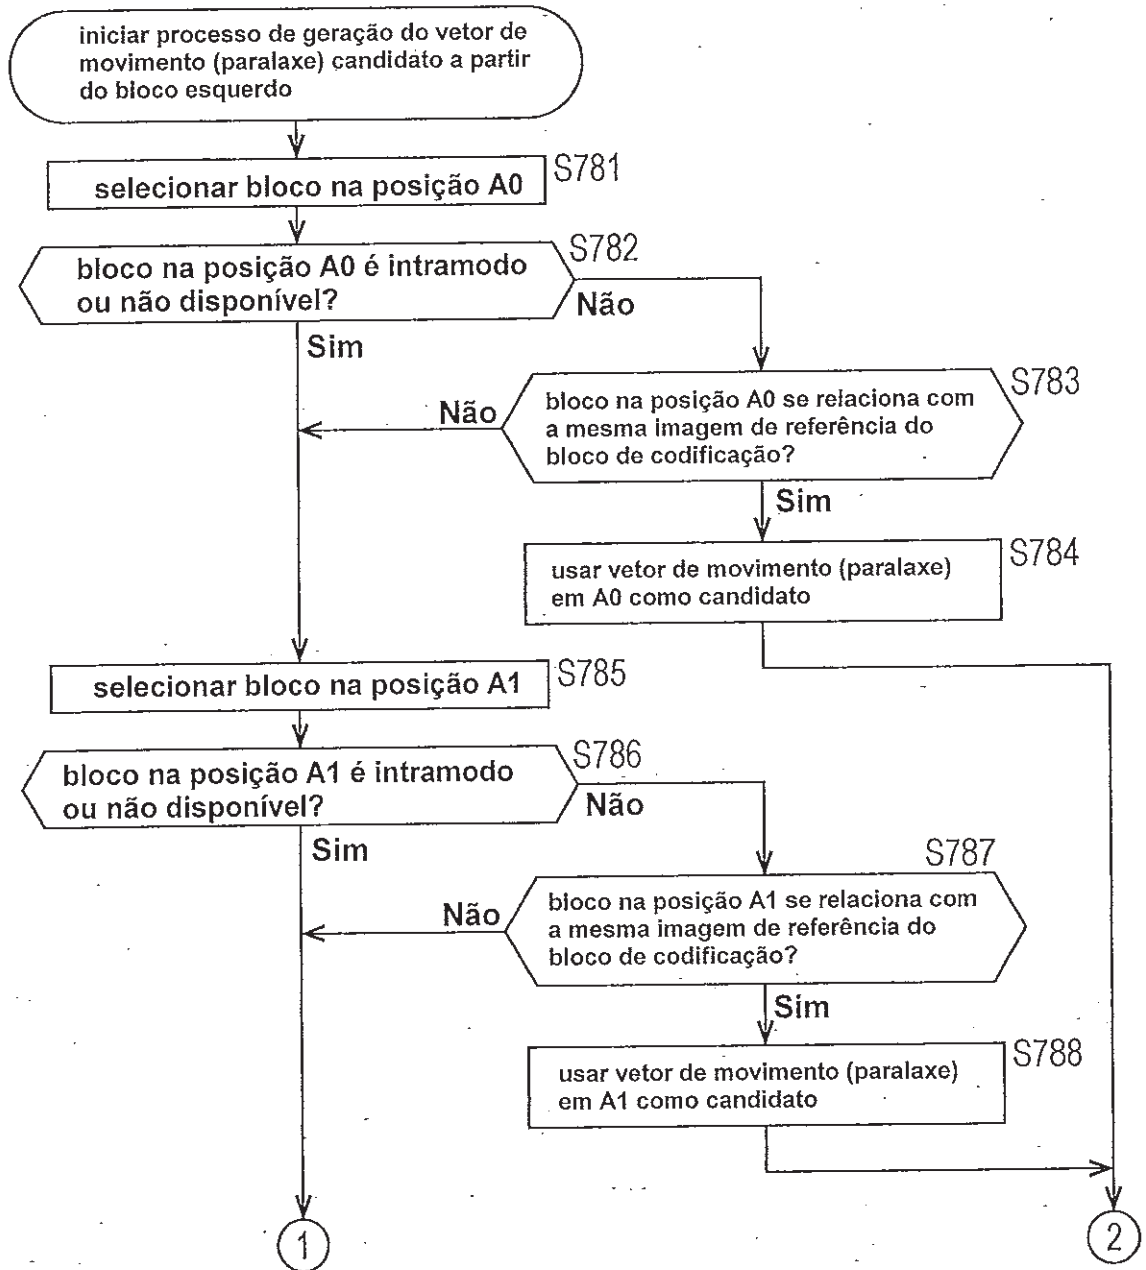 iniciar processo de geração do vetor de
movimento (paralaxe) candidato a partir
do bloco esquerdo
S781
selecionar bloco na posição A0
S782
bloco na posição A0 é intramodo
ou não disponível?
Não
Sim
S783
bloco na posição A0 se relaciona com
a mesma imagem de referência do
bloco de codificação?
Não
Sim
S784
usar vetor de movimento (paralaxe)
em A0 como candidato
S785
selecionar bloco na posição A1
S786
bloco na posição A1 é intramodo
ou não disponível?
Não
Sim
S787
bloco na posição A1 se relaciona com
a mesma imagem de referência do
bloco de codificação?
Não
Sim
S788
usar vetor de movimento (paralaxe)
em A1 como candidato
1
2